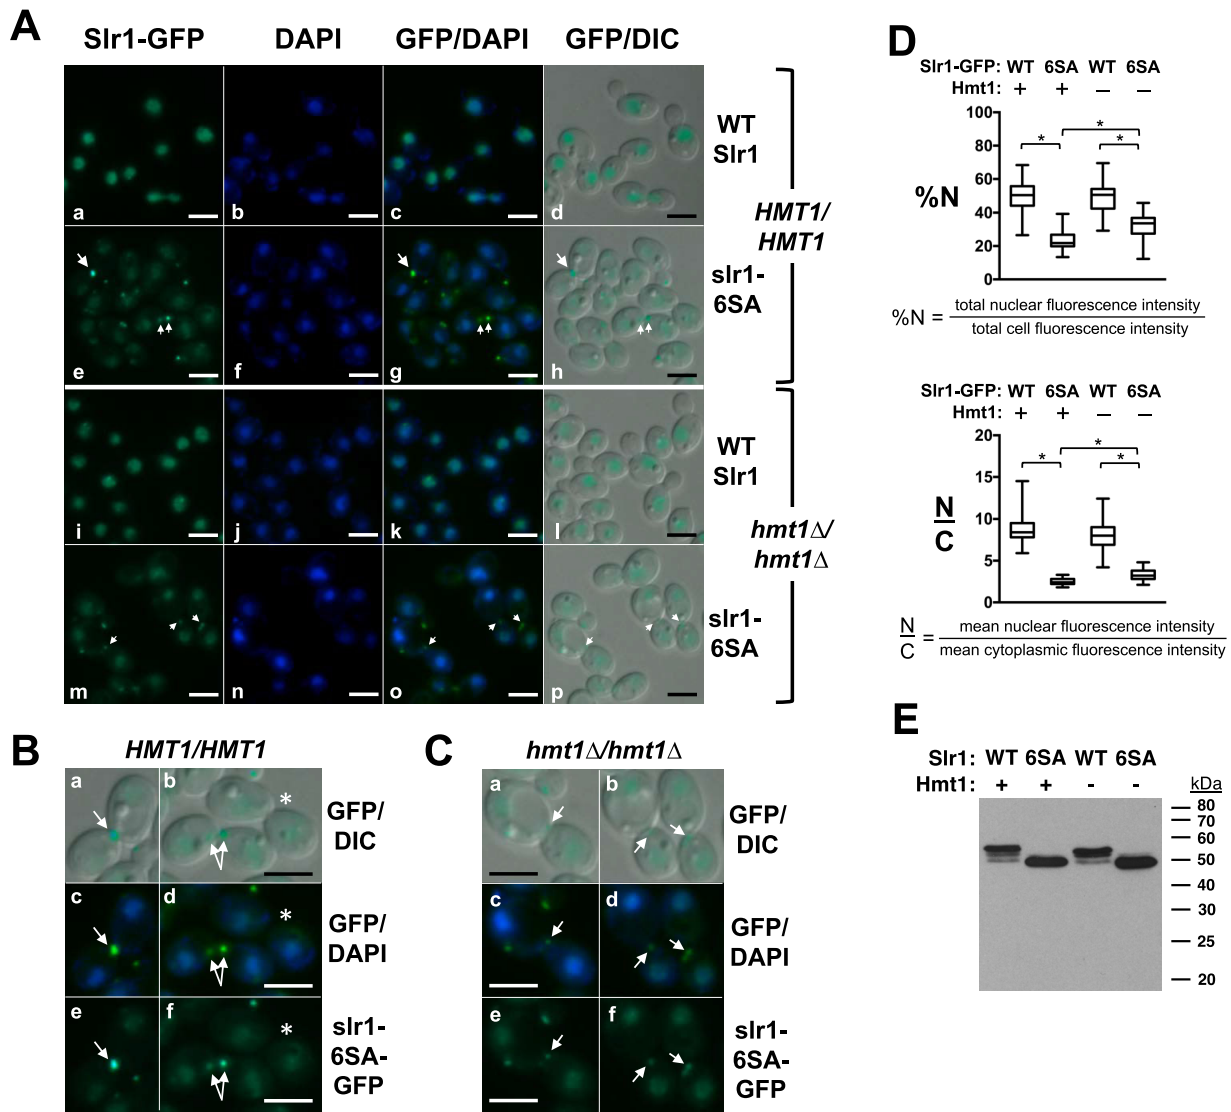 A
Slr1-GFP DAPI GFP/DAPI GFP/DIC
a b c d
WT
Slr1
e f g h
slr1-
6SA
HMT1/
HMT1
i j k l
WT
Slr1
m n o p
slr1-
6SA
hmt1Δ/
hmt1Δ
B
HMT1/HMT1
a b
GFP/
DIC
*
c d
GFP/
DAPI
*
e f
slr1-
6SA-
GFP
*
C
hmt1Δ/hmt1Δ
a b
GFP/
DIC
c d
GFP/
DAPI
e f
slr1-
6SA-
GFP
D
Slr1-GFP: WT 6SA WT 6SA
Hmt1: + + – –
100
80
60
40
20
0
%N
* * *
%N = total nuclear fluorescence intensity
total cell fluorescence intensity
Slr1-GFP: WT 6SA WT 6SA
Hmt1: + + – –
20
15
10
5
0
N
C
* * *
N
C
= mean nuclear fluorescence intensity
mean cytoplasmic fluorescence intensity
E
Slr1: WT 6SA WT 6SA
Hmt1: + + - -
kDa
80
70
60
50
40
30
25
20